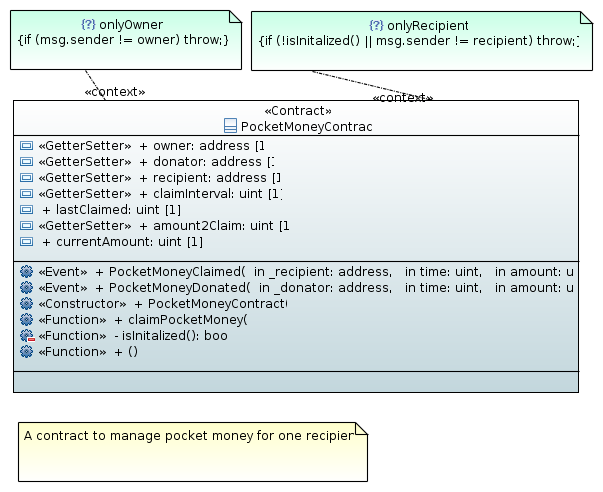 {?} onlyOwner
{if (msg.sender != owner) throw;}
{?} onlyRecipient
{if (!isInitalized() || msg.sender != recipient) throw;
«context»
«context»
«Contract»
PocketMoneyContrac
«GetterSetter» + owner: address [1
«GetterSetter» + donator: address [1
«GetterSetter» + recipient: address [1
«GetterSetter» + claimInterval: uint [1]
+ lastClaimed: uint [1]
«GetterSetter» + amount2Claim: uint [1
+ currentAmount: uint [1]
«Event» + PocketMoneyClaimed( in _recipient: address, in time: uint, in amount: u
«Event» + PocketMoneyDonated( in _donator: address, in time: uint, in amount: u
«Constructor» + PocketMoneyContract(
«Function» + claimPocketMoney(
«Function» - isInitalized(): boo
«Function» + ()
A contract to manage pocket money for one recipien